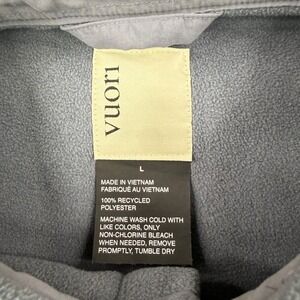 vuori
L
MADE IN VIETNAM
FABRIQUÉ AU VIETNAM
100% RECYCLED
POLYESTER
MACHINE WASH COLD WITH
LIKE COLORS, ONLY
NON-CHLORINE BLEACH
WHEN NEEDED, REMOVE
PROMPTLY, TUMBLE DRY